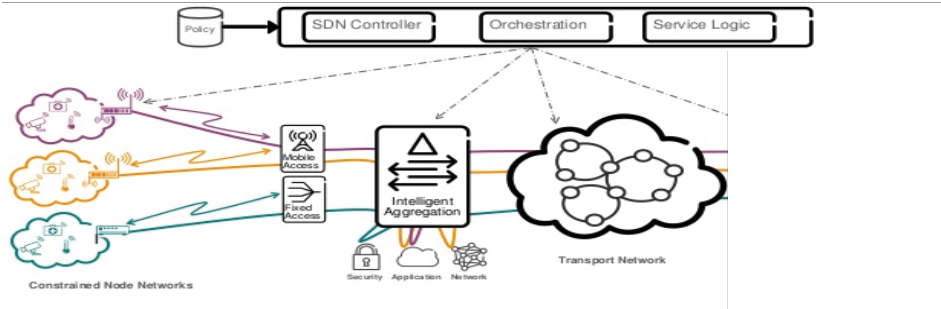 Policy
SDN Controller
Orchestration
Service Logic
Mobile
Access
Fixed
Access
Intelligent
Aggregation
Security
Application
Network
Transport Network
Constrained Node Networks